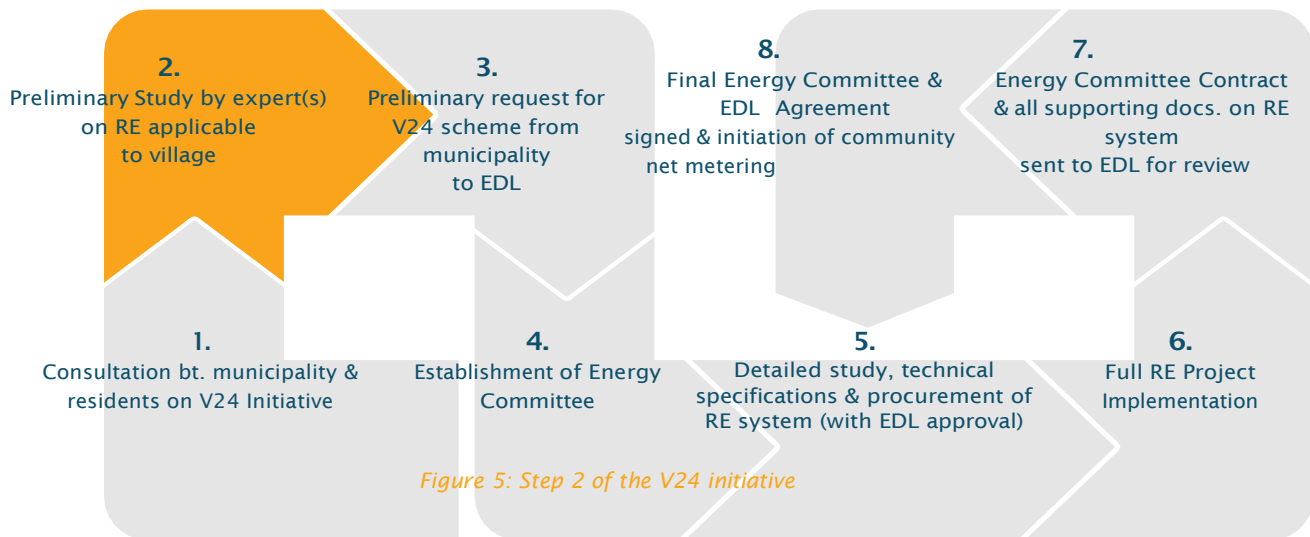 2.
Preliminary Study by expert(s)
on RE applicable
to village
3.
Preliminary request for
V24 scheme from
municipality
to EDL
8.
Final Energy Committee &
EDL Agreement
signed & initiation of community
net metering
7.
Energy Committee Contract
& all supporting docs. on RE
system
sent to EDL for review
1.
Consultation bt. municipality &
residents on V24 Initiative
4.
Establishment of Energy
Committee
5.
Detailed study, technical
specifications & procurement of
RE system (with EDL approval)
6.
Full RE Project
Implementation
Figure 5: Step 2 of the V24 initiative